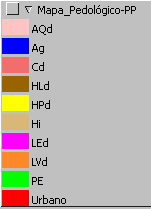 Mapa_Pedológico-PP
AQd
Ag
Cd
HLd
HPd
Hi
LEd
LVd
PE
Urbano